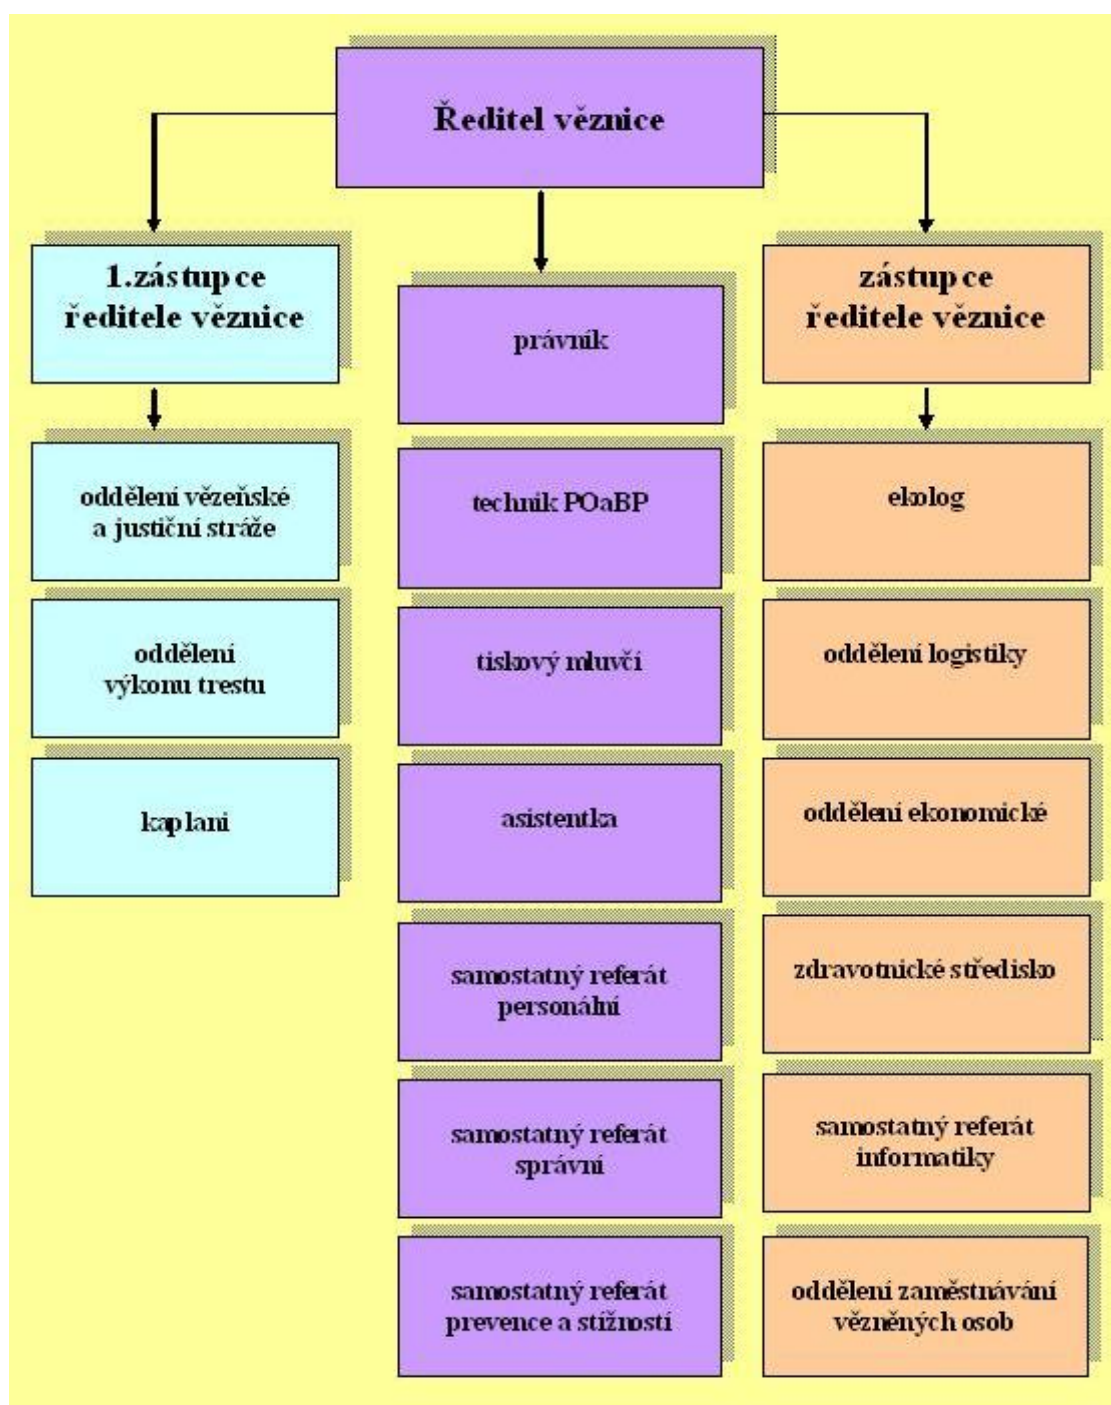 Ředitel věznice
1.zástupce
ředitele věznice
oddělení vězeňské
a justiční stráže
oddělení
výkonu trestu
kaplani
právník
technik POaBP
tiskový mluvčí
asistentka
samostatný referát
personální
samostatný referát
správní
samostatný referát
prevence a stížností
zástupce
ředitele věznice
ekolog
oddělení logistiky
oddělení ekonomické
zdravotnické středisko
samostatný referát
informatiky
oddělení zaměstnávání
vězněných osob